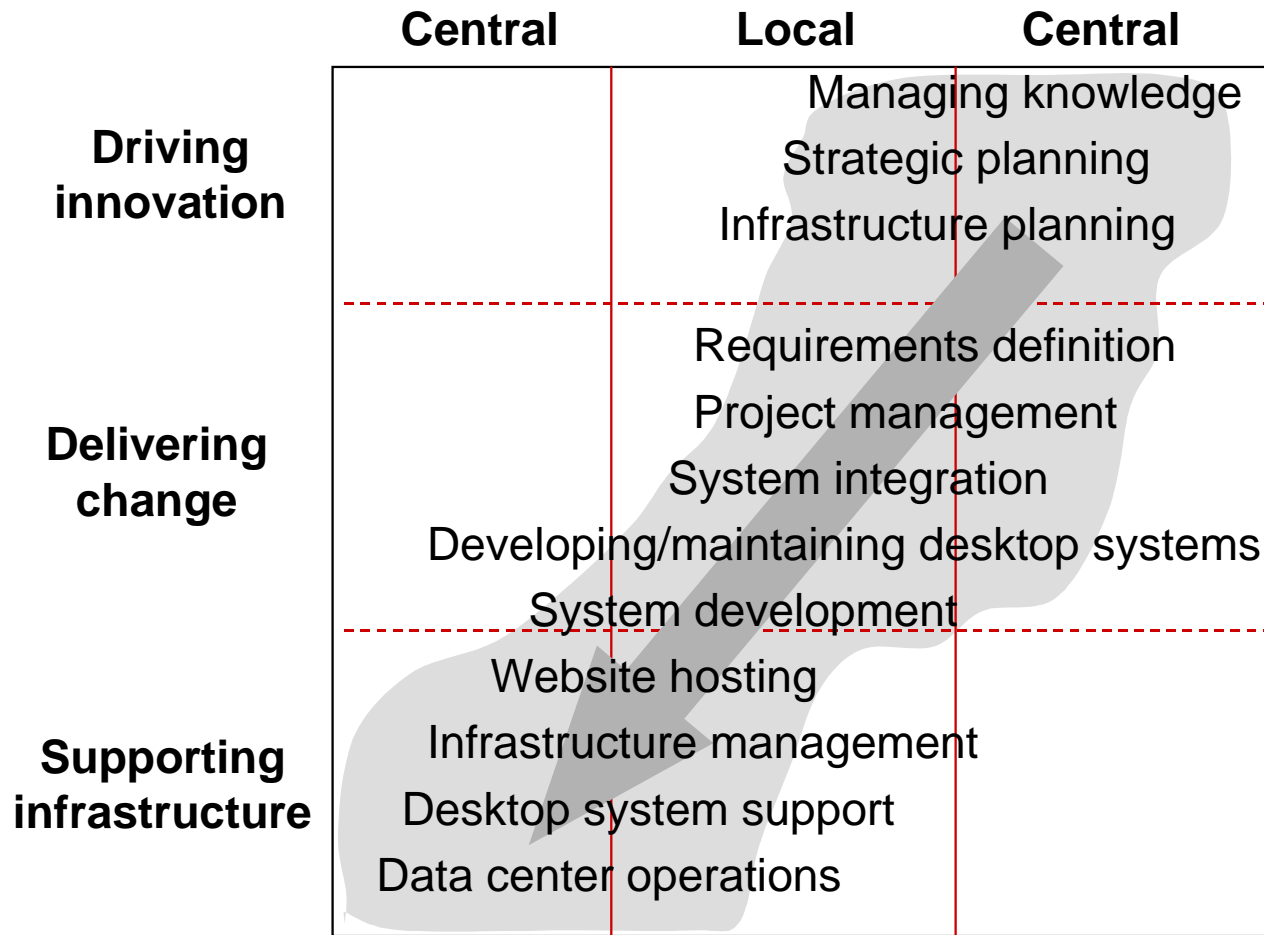 Central Local Central
Driving
innovation
Managing knowledge
Strategic planning
Infrastructure planning
Delivering
change
Requirements definition
Project management
System integration
Developing/maintaining desktop systems
System development
Supporting
infrastructure
Website hosting
Infrastructure management
Desktop system support
Data center operations